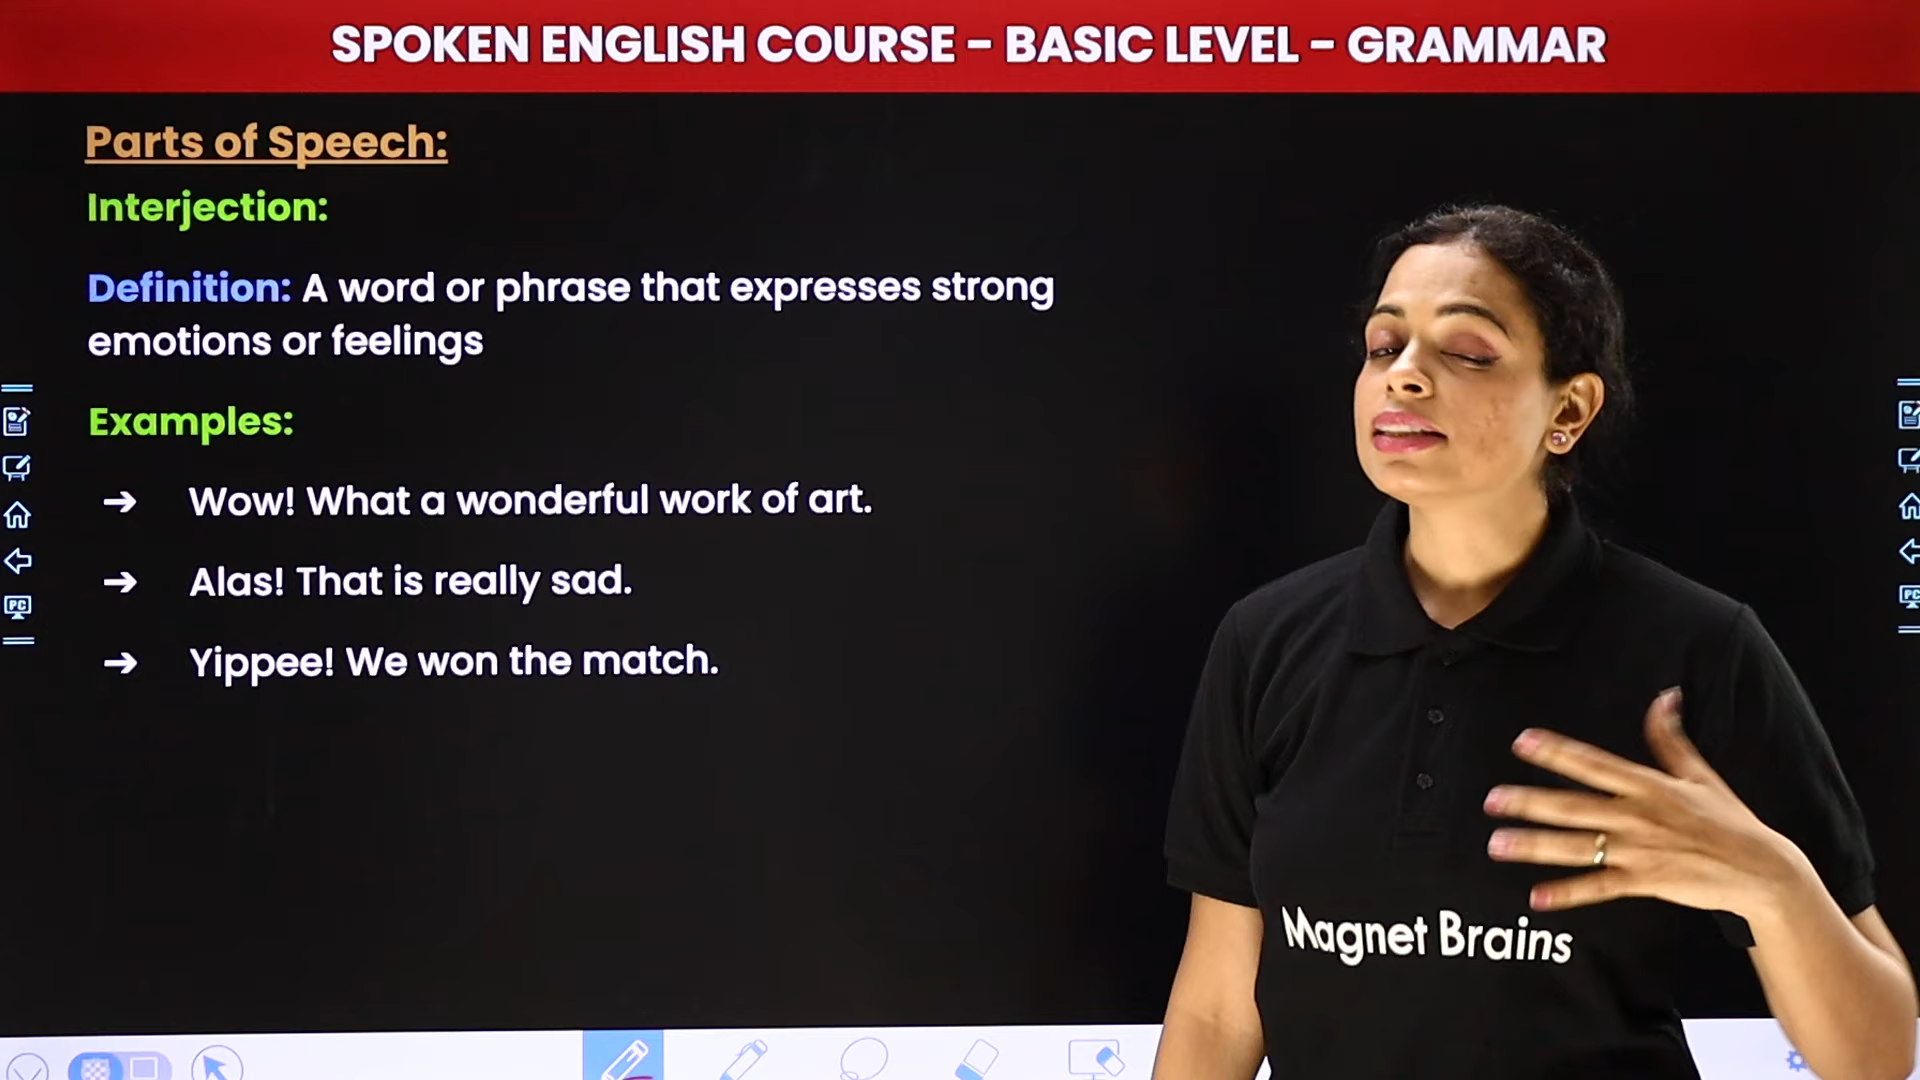 SPOKEN ENGLISH COURSE - BASIC LEVEL - GRAMMAR
Parts of Speech:
Interjection:
Definition: A word or phrase that expresses strong
emotions or feelings
Examples:
➔ Wow! What a wonderful work of art.
➔ Alas! That is really sad.
➔ Yippee! We won the match.
Magnet Brains
PC
PC